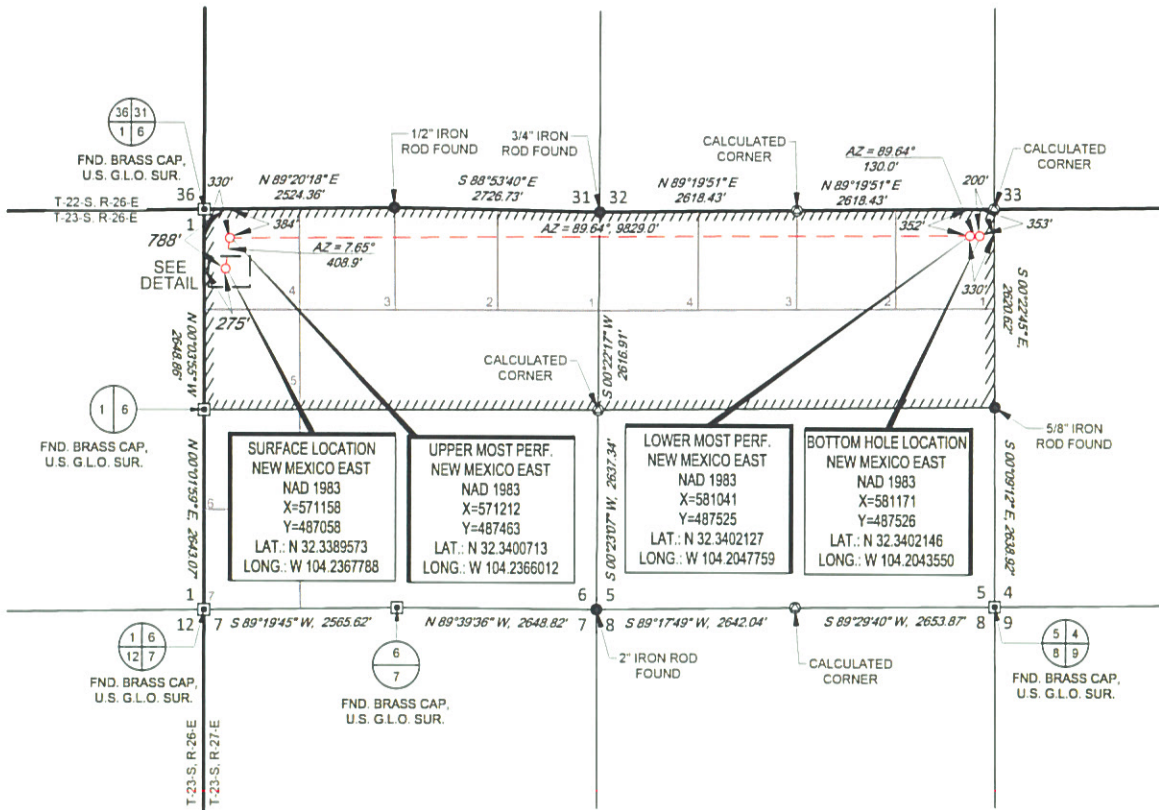 36 31
1 6
FND. BRASS CAP,
U.S. G.L.O. SUR.
1/2" IRON
ROD FOUND
3/4" IRON
ROD FOUND
CALCULATED
CORNER
AZ = 89.64°
130.0'
CALCULATED
CORNER
36
330'
N 89°20'18" E
2524.36'
S 88°53'40" E
2726.73'
31 32
N 89°19'51" E
2618.43'
N 89°19'51" E
2618.43'
200'
33
T-22-S, R-26-E
T-23-S, R-26-E
1
384'
AZ = 89.64°, 9829.0'
352'
353'
788'
AZ = 7.65°
408.9'
SEE
DETAIL
330'
275'
4
3
2
1
4
3
2
1
N 00°03'55" W
2648.86'
S 00°22'17" W
2616.91'
S 00°22'45" E,
2620.62'
5
CALCULATED
CORNER
1 6
FND. BRASS CAP,
U.S. G.L.O. SUR.
5/8" IRON
ROD FOUND
SURFACE LOCATION
NEW MEXICO EAST
NAD 1983
X=571158
Y=487058
LAT.: N 32.3389573
LONG.: W 104.2367788
UPPER MOST PERF.
NEW MEXICO EAST
NAD 1983
X=571212
Y=487463
LAT.: N 32.3400713
LONG.: W 104.2366012
LOWER MOST PERF.
NEW MEXICO EAST
NAD 1983
X=581041
Y=487525
LAT.: N 32.3402127
LONG.: W 104.2047759
BOTTOM HOLE LOCATION
NEW MEXICO EAST
NAD 1983
X=581171
Y=487526
LAT.: N 32.3402146
LONG.: W 104.2043550
N 00°01'59" E, 2643.07'
6
S 00°23'07" W, 2637.34'
S 00°09'12" E, 2638.92'
1
7
6 5
5 4
12 7
S 89°19'45" W, 2565.62'
N 89°39'36" W, 2648.82'
7 8
S 89°17'49" W, 2642.04'
S 89°29'40" W, 2653.87'
8 9
1 6
12 7
FND. BRASS CAP,
U.S. G.L.O. SUR.
6
7
FND. BRASS CAP,
U.S. G.L.O. SUR.
2" IRON ROD
FOUND
CALCULATED
CORNER
5 4
8 9
FND. BRASS CAP,
U.S. G.L.O. SUR.
T-23-S, R-26-E
T-23-S, R-27-E